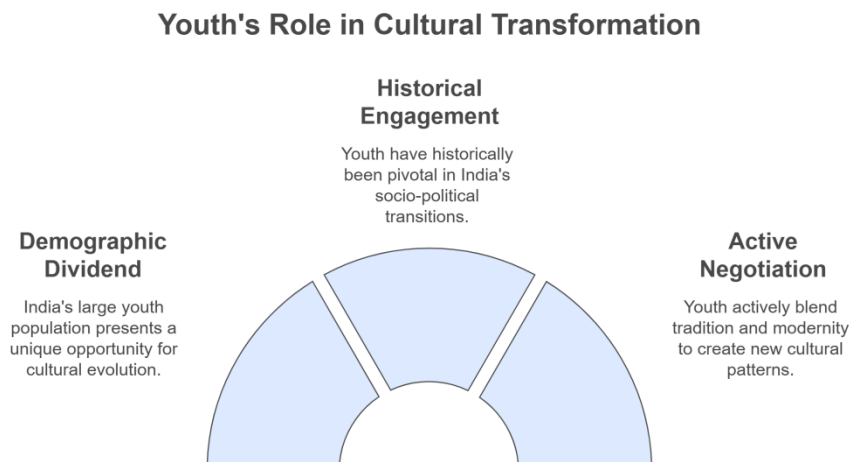 Youth's Role in Cultural Transformation
Historical
Engagement
Youth have historically
been pivotal in India's
socio-political
transitions.
Demographic
Dividend
India's large youth
population presents a
unique opportunity for
cultural evolution.
Active
Negotiation
Youth actively blend
tradition and modernity
to create new cultural
patterns.